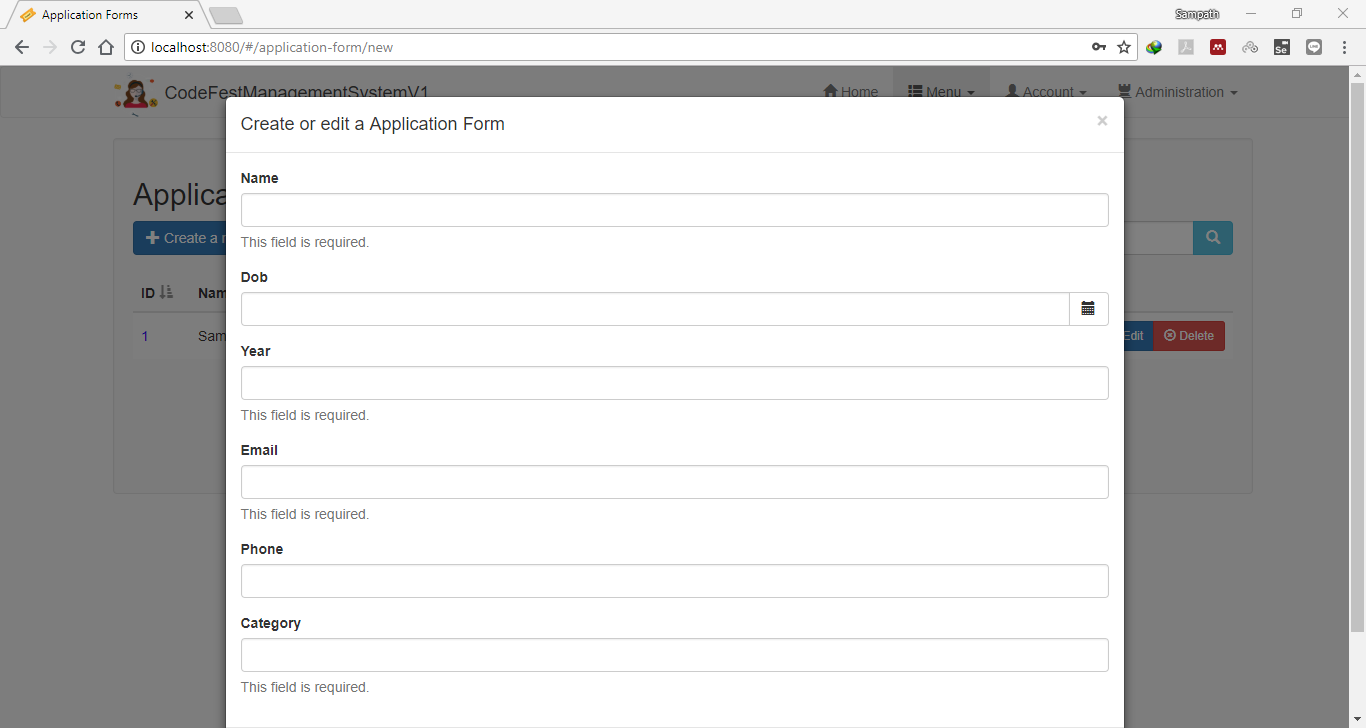 Application Forms
Sampath
localhost:8080/#/application-form/new
Se
CodeFestManagementSystemV1
Home Menu Account Administration
Create or edit a Application Form ×
Applica
Create a
ID Nam
1 Sam
Edit Delete
Name
This field is required.
Dob
Year
This field is required.
Email
This field is required.
Phone
Category
This field is required.